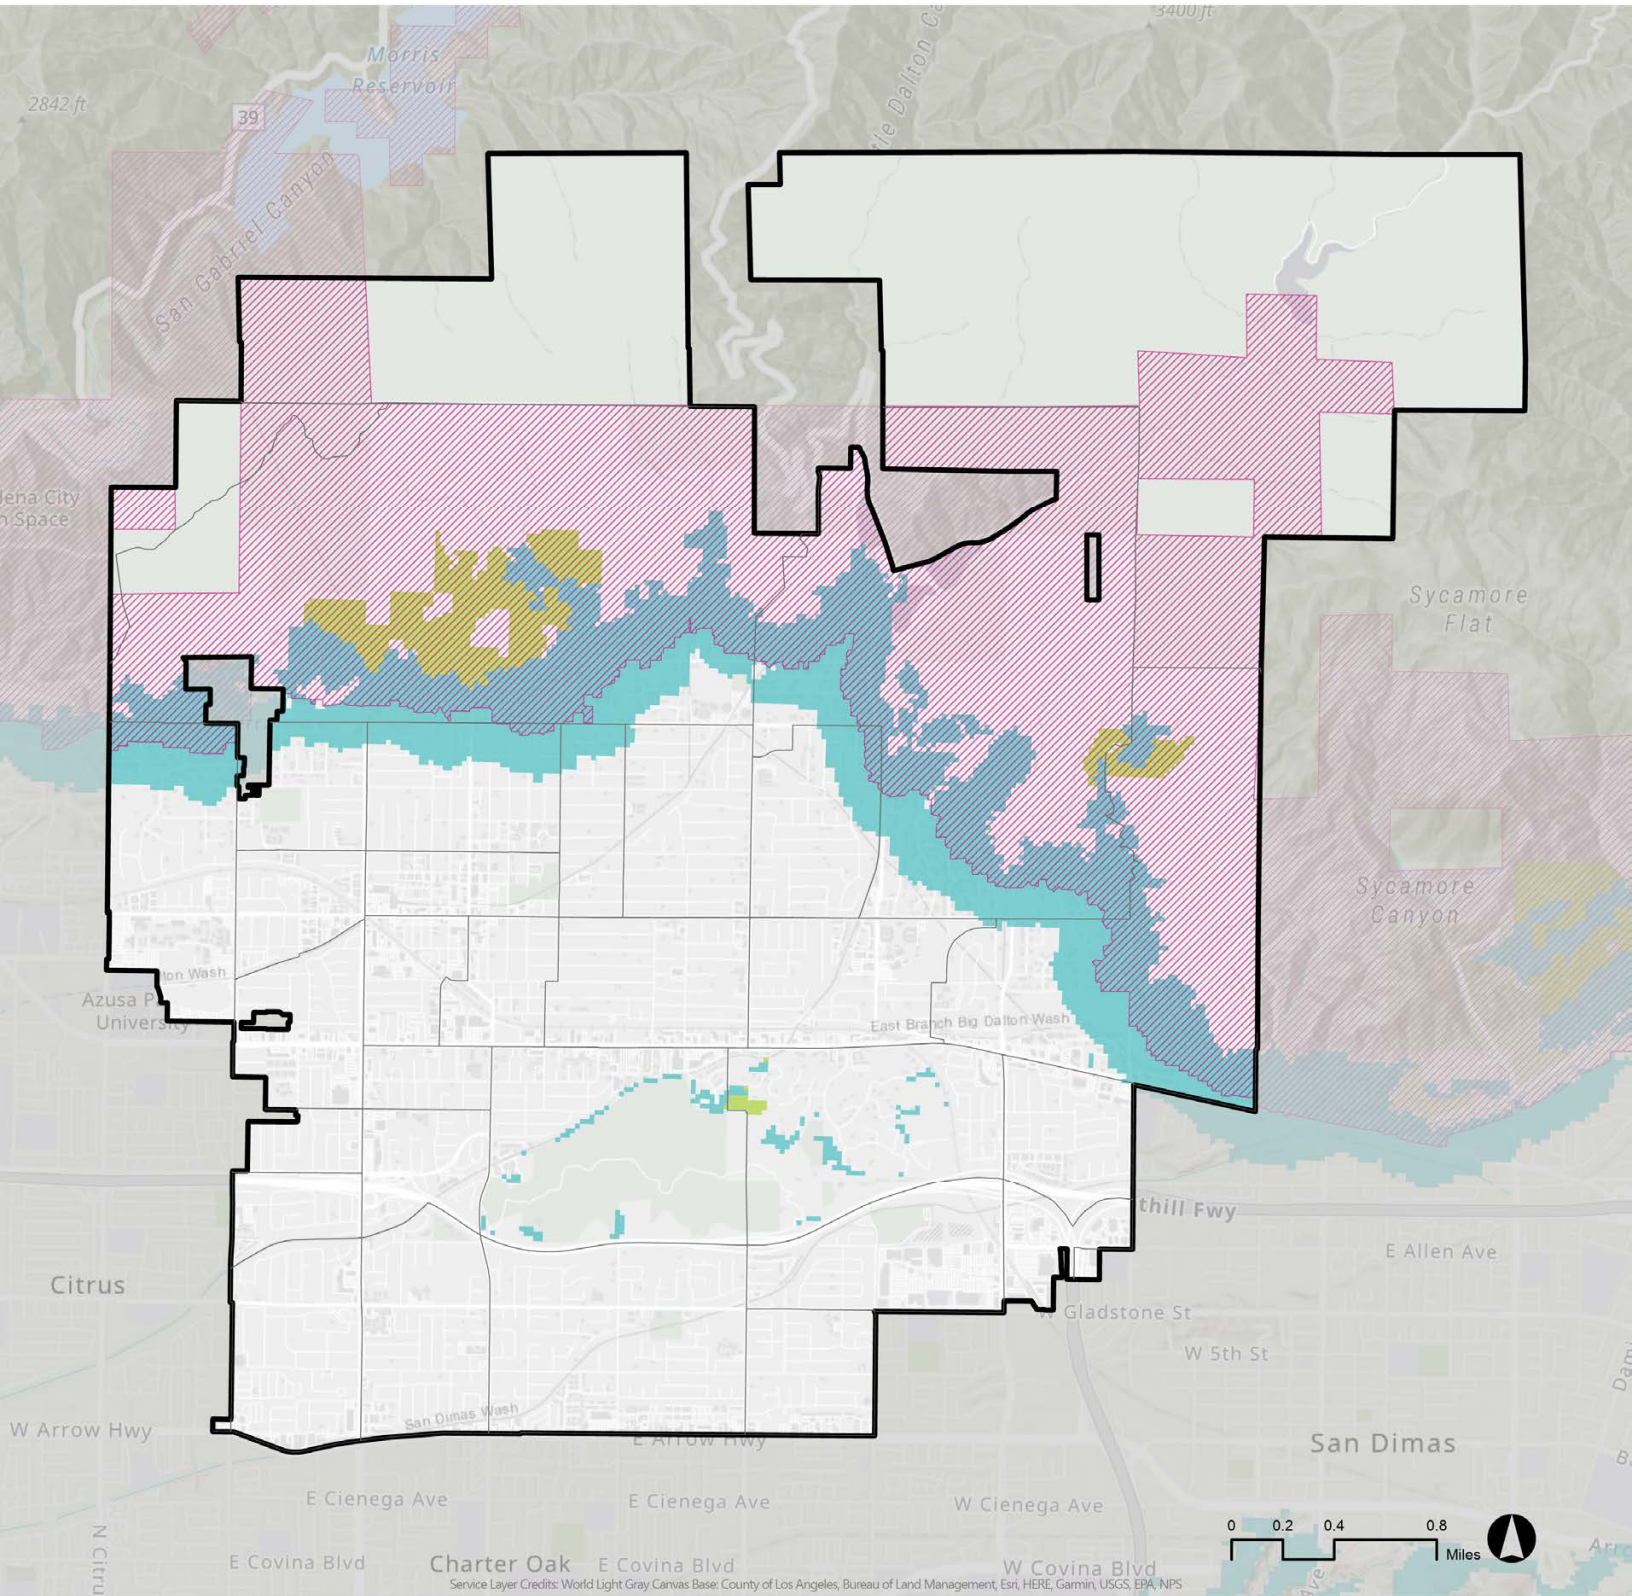 3400 ft
Morris
Reservoir
2842 ft
39
Dalton
San Gabriel Canyon
City
Space
Sycamore
Flat
Sycamore
Canyon
Wash
Azusa
University
East Branch Big Dalton Wash
thill Fwy
E Allen Ave
Citrus
Gladstone St
W 5th St
San Dimas Wash
W Arrow Hwy
E Arrow Hwy
San Dimas
E Cienega Ave
E Cienega Ave
W Cienega Ave
0 0.2 0.4 0.8
Miles
N Citru
E Covina Blvd
Charter Oak
E Covina Blvd
W Covina Blvd
Ave
Service Layer Credits: World Light Gray Canvas Base: County of Los Angeles, Bureau of Land Management, Esri, HERE, Garmin, USGS, EPA, NPS